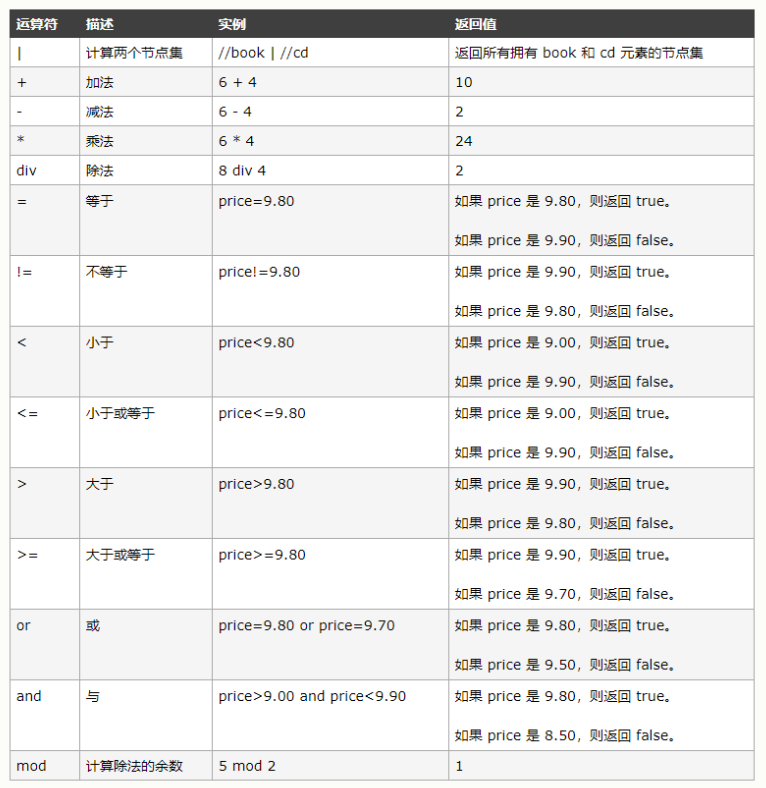 运算符 描述 实例 返回值
| 计算两个节点集 //book | //cd 返回所有拥有 book 和 cd 元素的节点集
+ 加法 6 + 4 10
- 减法 6 - 4 2
* 乘法 6 * 4 24
div 除法 8 div 4 2
= 等于 price=9.80 如果 price 是 9.80，则返回 true。
如果 price 是 9.90，则返回 false。
!= 不等于 price!=9.80 如果 price 是 9.90，则返回 true。
如果 price 是 9.80，则返回 false。
< 小于 price<9.80 如果 price 是 9.00，则返回 true。
如果 price 是 9.90，则返回 false。
<= 小于或等于 price<=9.80 如果 price 是 9.00，则返回 true。
如果 price 是 9.90，则返回 false。
> 大于 price>9.80 如果 price 是 9.90，则返回 true。
如果 price 是 9.80，则返回 false。
>= 大于或等于 price>=9.80 如果 price 是 9.90，则返回 true。
如果 price 是 9.70，则返回 false。
or 或 price=9.80 or price=9.70 如果 price 是 9.80，则返回 true。
如果 price 是 9.50，则返回 false。
and 与 price>9.00 and price<9.90 如果 price 是 9.80，则返回 true。
如果 price 是 8.50，则返回 false。
mod 计算除法的余数 5 mod 2 1